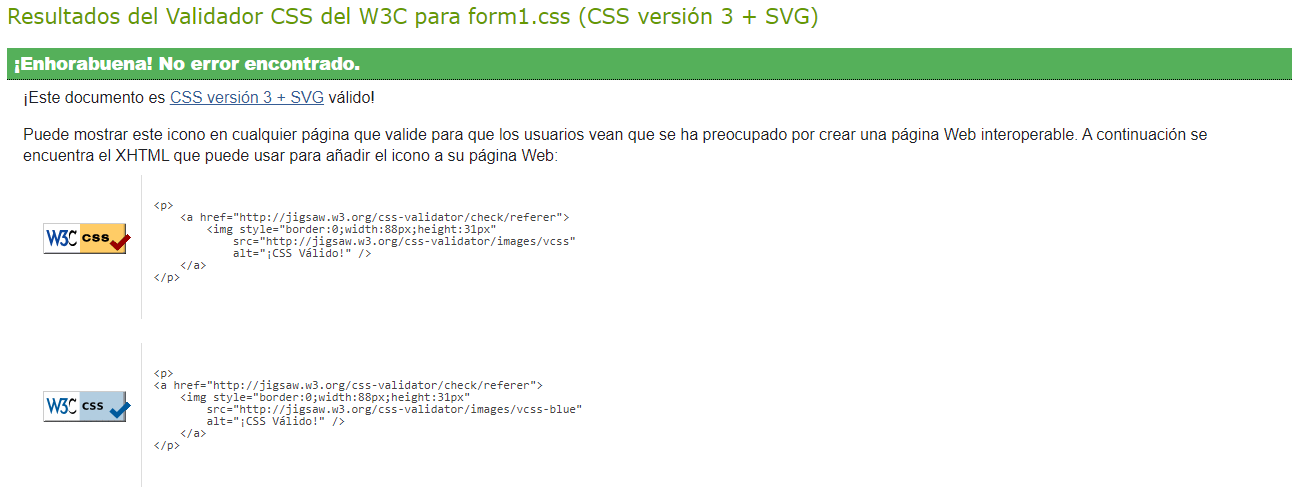 Resultados del Validador CSS del W3C para form1.css (CSS versión 3 + SVG)
¡Enhorabuena! No error encontrado.
¡Este documento es CSS versión 3 + SVG válido!
Puede mostrar este icono en cualquier página que valide para que los usuarios vean que se ha preocupado por crear una página Web interoperable. A continuación se
encuentra el XHTML que puede usar para añadir el icono a su página Web:
<p>
<a href="http://jigsaw.w3.org/css-validator/check/referer">
<img style="border:0;width:88px;height:31px"
W3C css
src="http://jigsaw.w3.org/css-validator/images/vcss"
alt="¡CSS Válido!" />
</a>
</p>
<p>
<a href="http://jigsaw.w3.org/css-validator/check/referer">
<img style="border:0;width:88px;height:31px"
W3C css
src="http://jigsaw.w3.org/css-validator/images/vcss-blue"
alt="¡CSS Válido!" />
</a>
</p>